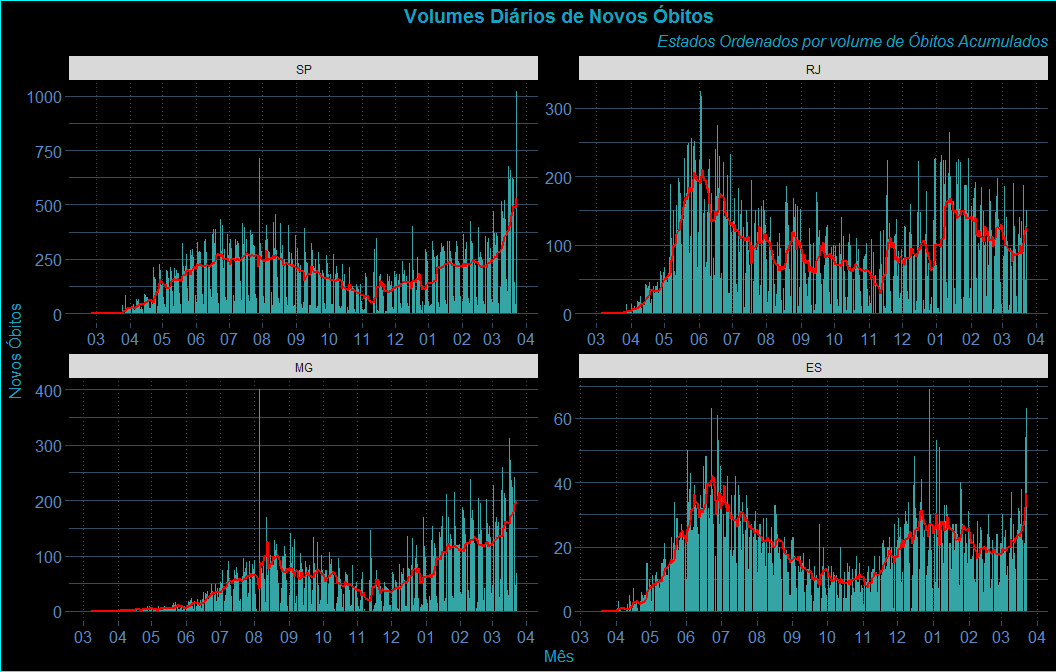 Volumes Diários de Novos Óbitos
Estados Ordenados por volume de Óbitos Acumulados
SP
RJ
1000
750
500
250
0
300
200
100
0
03 04 05 06 07 08 09 10 11 12 01 02 03 04
03 04 05 06 07 08 09 10 11 12 01 02 03 04
Novos Óbitos
MG
ES
400
300
200
100
0
60
40
20
0
03 04 05 06 07 08 09 10 11 12 01 02 03 04
03 04 05 06 07 08 09 10 11 12 01 02 03 04
Mês